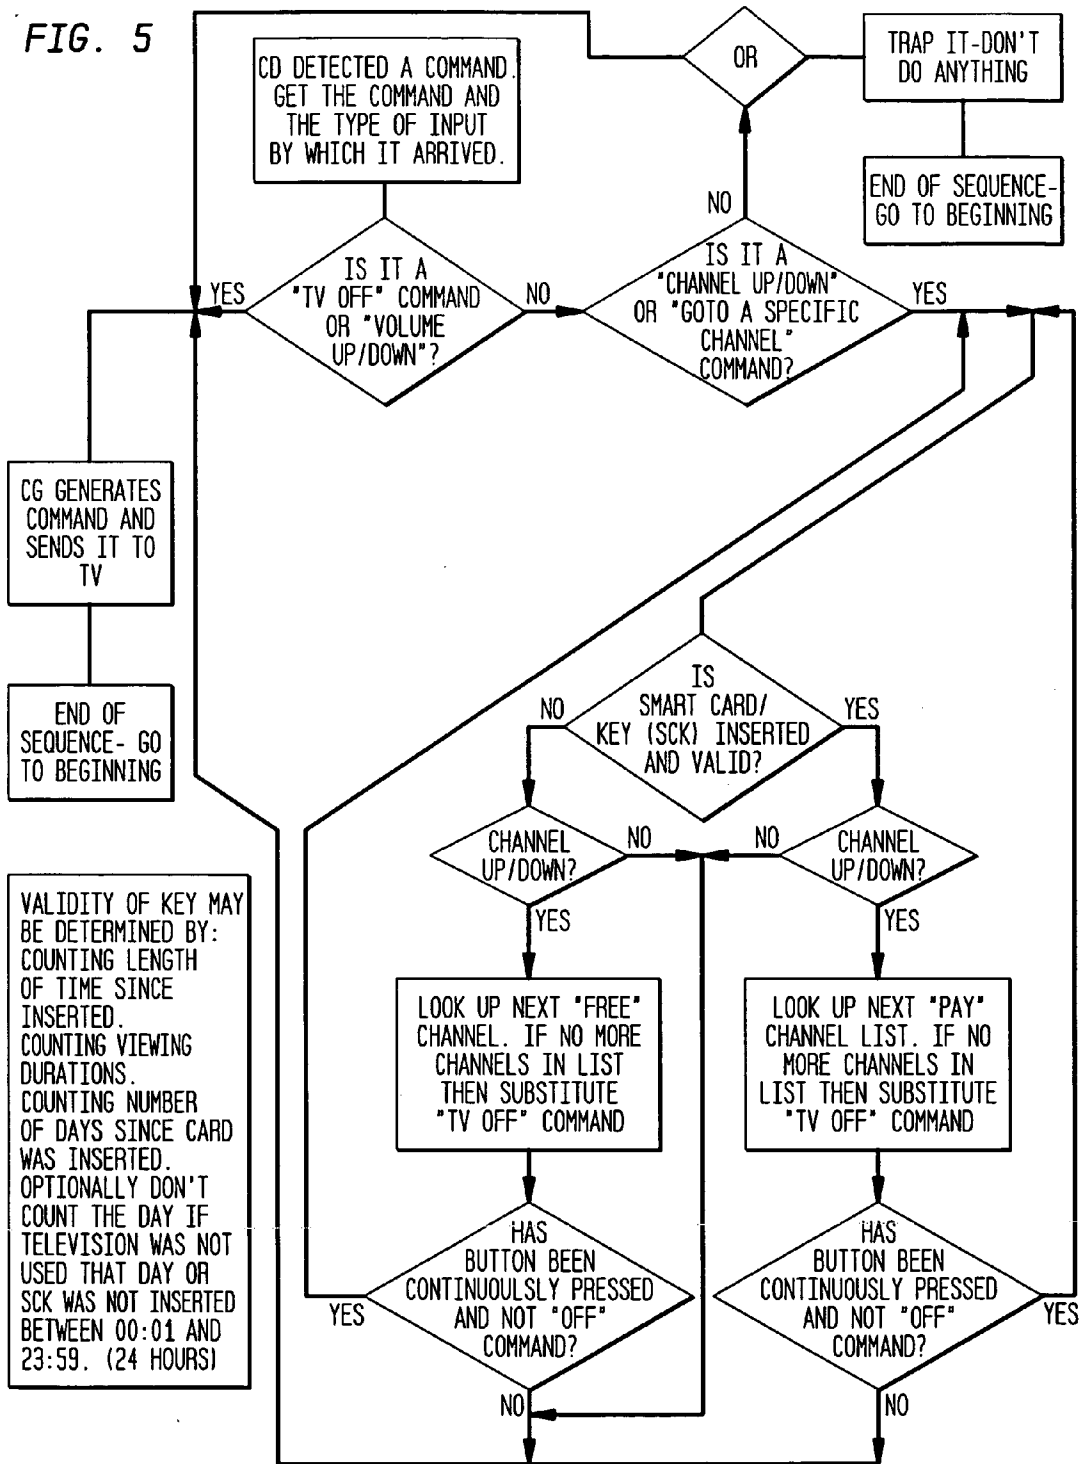 FIG. 5
CD DETECTED A COMMAND.
GET THE COMMAND AND
THE TYPE OF INPUT
BY WHICH IT ARRIVED.
OR
TRAP IT-DON'T
DO ANYTHING
END OF SEQUENCE-
GO TO BEGINNING
IS IT A
"TV OFF" COMMAND
OR "VOLUME
UP/DOWN"?
YES
NO
IS IT A
"CHANNEL UP/DOWN"
OR "GOTO A SPECIFIC
CHANNEL"
COMMAND?
NO
YES
CG GENERATES
COMMAND AND
SENDS IT TO
TV
END OF
SEQUENCE- GO
TO BEGINNING
IS
SMART CARD/
KEY (SCK) INSERTED
AND VALID?
NO
YES
CHANNEL
UP/DOWN?
NO
YES
CHANNEL
UP/DOWN?
NO
YES
LOOK UP NEXT "FREE"
CHANNEL. IF NO MORE
CHANNELS IN LIST
THEN SUBSTITUTE
"TV OFF" COMMAND
LOOK UP NEXT "PAY"
CHANNEL LIST. IF NO
MORE CHANNELS IN
LIST THEN SUBSTITUTE
"TV OFF" COMMAND
HAS
BUTTON BEEN
CONTINUOULSLY PRESSED
AND NOT "OFF"
COMMAND?
YES
NO
HAS
BUTTON BEEN
CONTINUOUSLY PRESSED
AND NOT "OFF"
COMMAND?
YES
NO
VALIDITY OF KEY MAY
BE DETERMINED BY:
COUNTING LENGTH
OF TIME SINCE
INSERTED.
COUNTING VIEWING
DURATIONS.
COUNTING NUMBER
OF DAYS SINCE CARD
WAS INSERTED.
OPTIONALLY DON'T
COUNT THE DAY IF
TELEVISION WAS NOT
USED THAT DAY OR
SCK WAS NOT INSERTED
BETWEEN 00:01 AND
23:59. (24 HOURS)